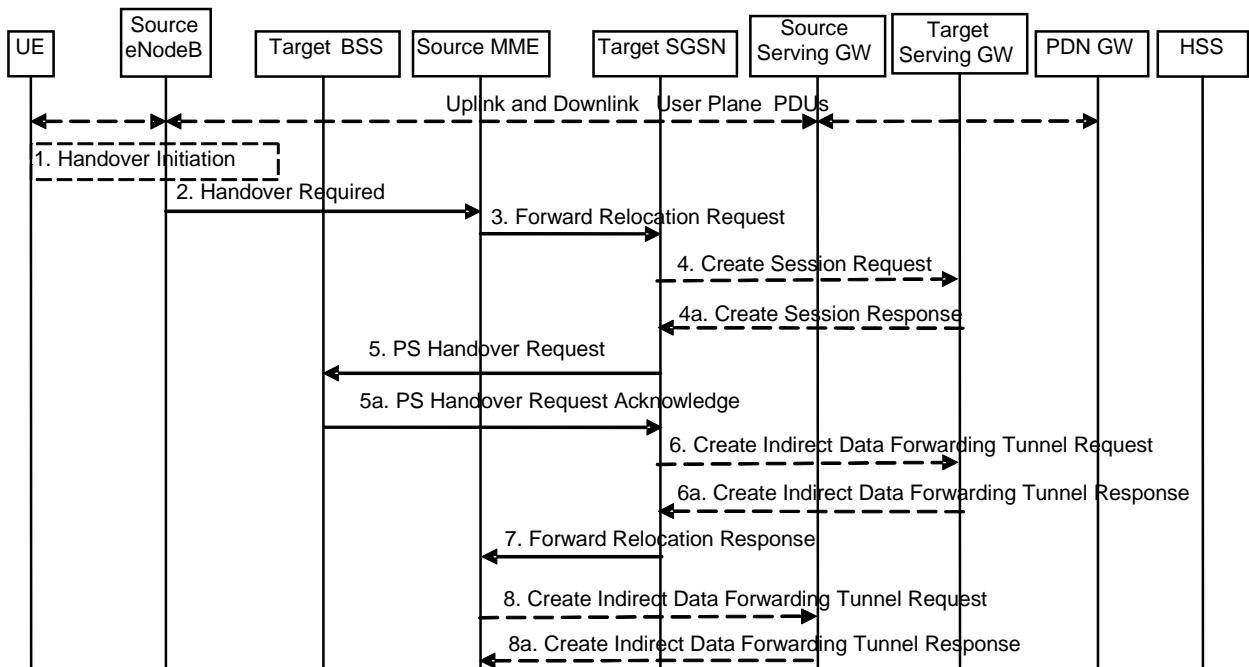 UE
Source
eNodeB
Target BSS
Source MME
Target SGSN
Source
Serving GW
Target
Serving GW
PDN GW
HSS
Uplink and Downlink User Plane PDUs
1. Handover Initiation
2. Handover Required
3. Forward Relocation Request
4. Create Session Request
4a. Create Session Response
5. PS Handover Request
5a. PS Handover Request Acknowledge
6. Create Indirect Data Forwarding Tunnel Request
6a. Create Indirect Data Forwarding Tunnel Response
7. Forward Relocation Response
8. Create Indirect Data Forwarding Tunnel Request
8a. Create Indirect Data Forwarding Tunnel Response